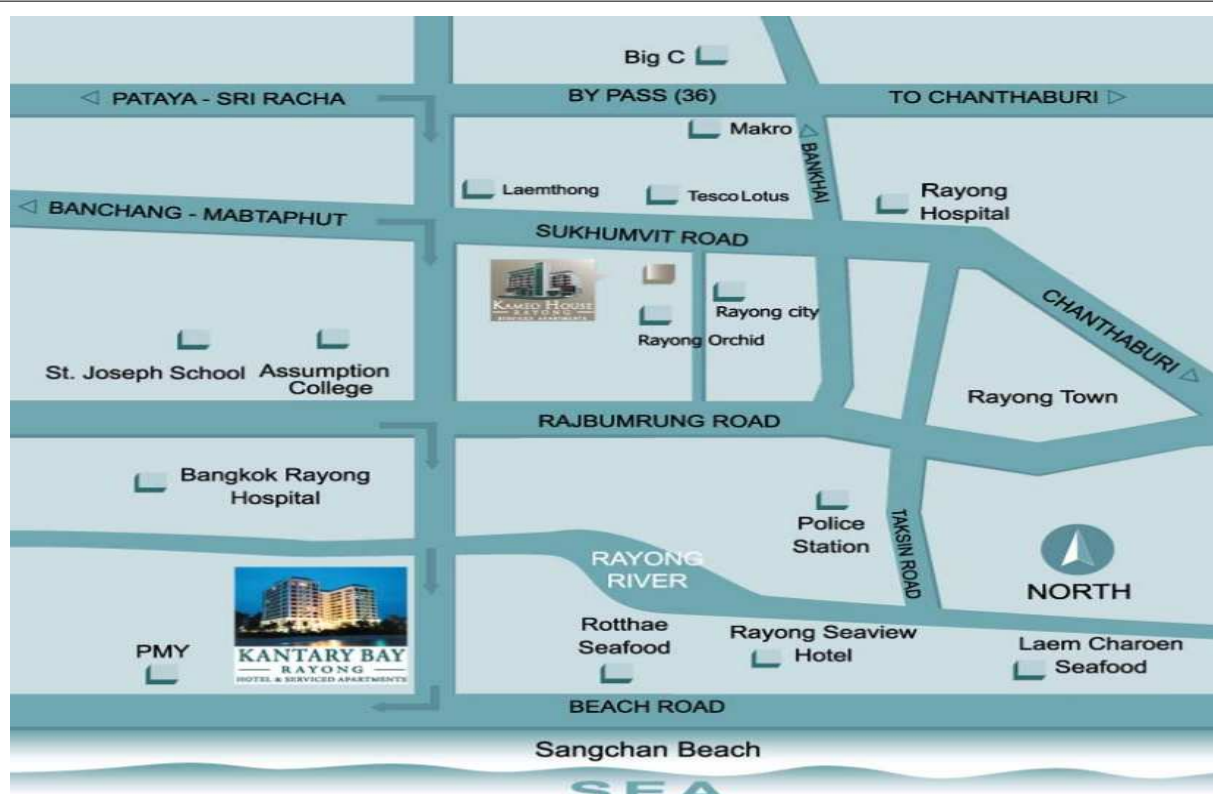 Big C
◁ PATAYA - SRI RACHA
BY PASS (36)
TO CHANTHABURI ▷
Makro
BANKHAI ▷
Laemthong
Tesco Lotus
Rayong
Hospital
◁ BANCHANG - MABTAPHUT
SUKHUMVIT ROAD
KAMEO HOUSE
RAYONG
SERVICED APARTMENTS
Rayong city
Rayong Orchid
CHANTHABURI ▷
St. Joseph School
Assumption
College
Rayong Town
RAJBUMRUNG ROAD
Bangkok Rayong
Hospital
Police
Station
TAKSIN ROAD
RAYONG
RIVER
NORTH
KANTARY BAY
RAYONG
HOTEL & SERVICED APARTMENTS
PMY
Rotthae
Seafood
Rayong Seaview
Hotel
Laem Charoen
Seafood
BEACH ROAD
Sangchan Beach
SEA